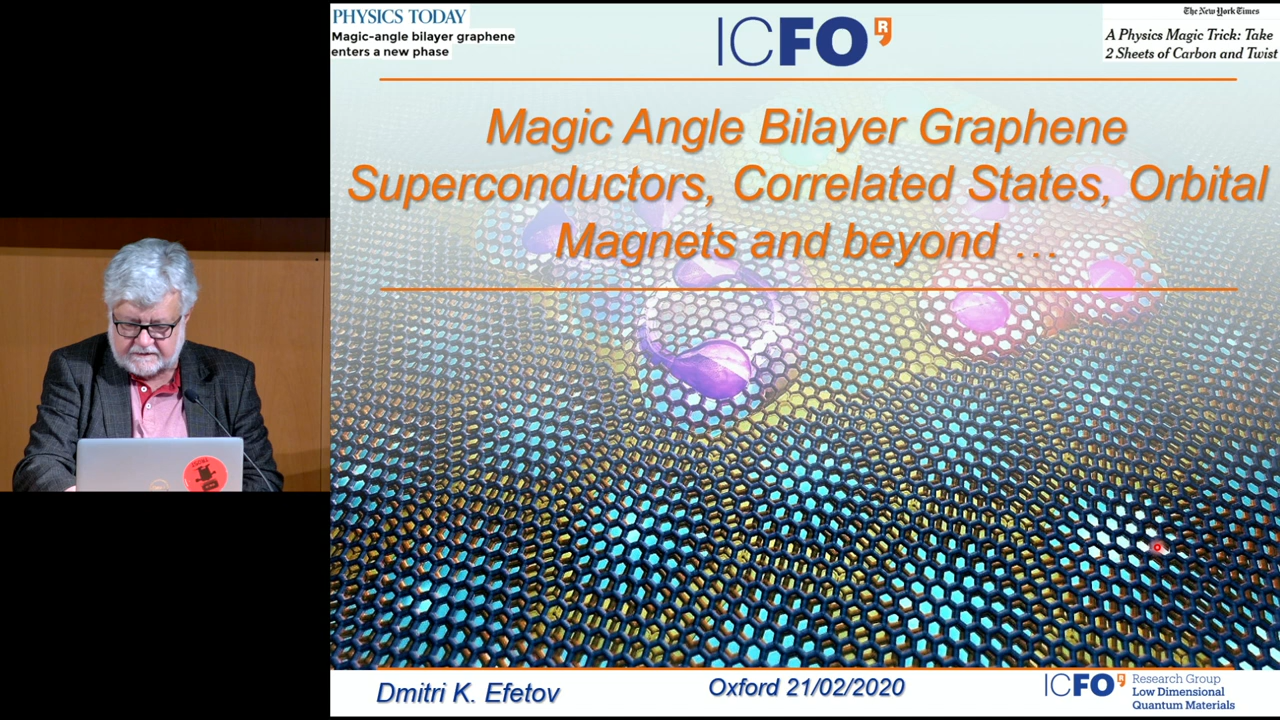 PHYSICS TODAY
Magic-angle bilayer graphene
enters a new phase
ICFOR
The New York Times
A Physics Magic Trick: Take
2 Sheets of Carbon and Twist
Magic Angle Bilayer Graphene
Superconductors, Correlated States, Orbital
Magnets and beyond …
Dmitri K. Efetov
Oxford 21/02/2020
ICFO
Research Group
Low Dimensional
Quantum Materials